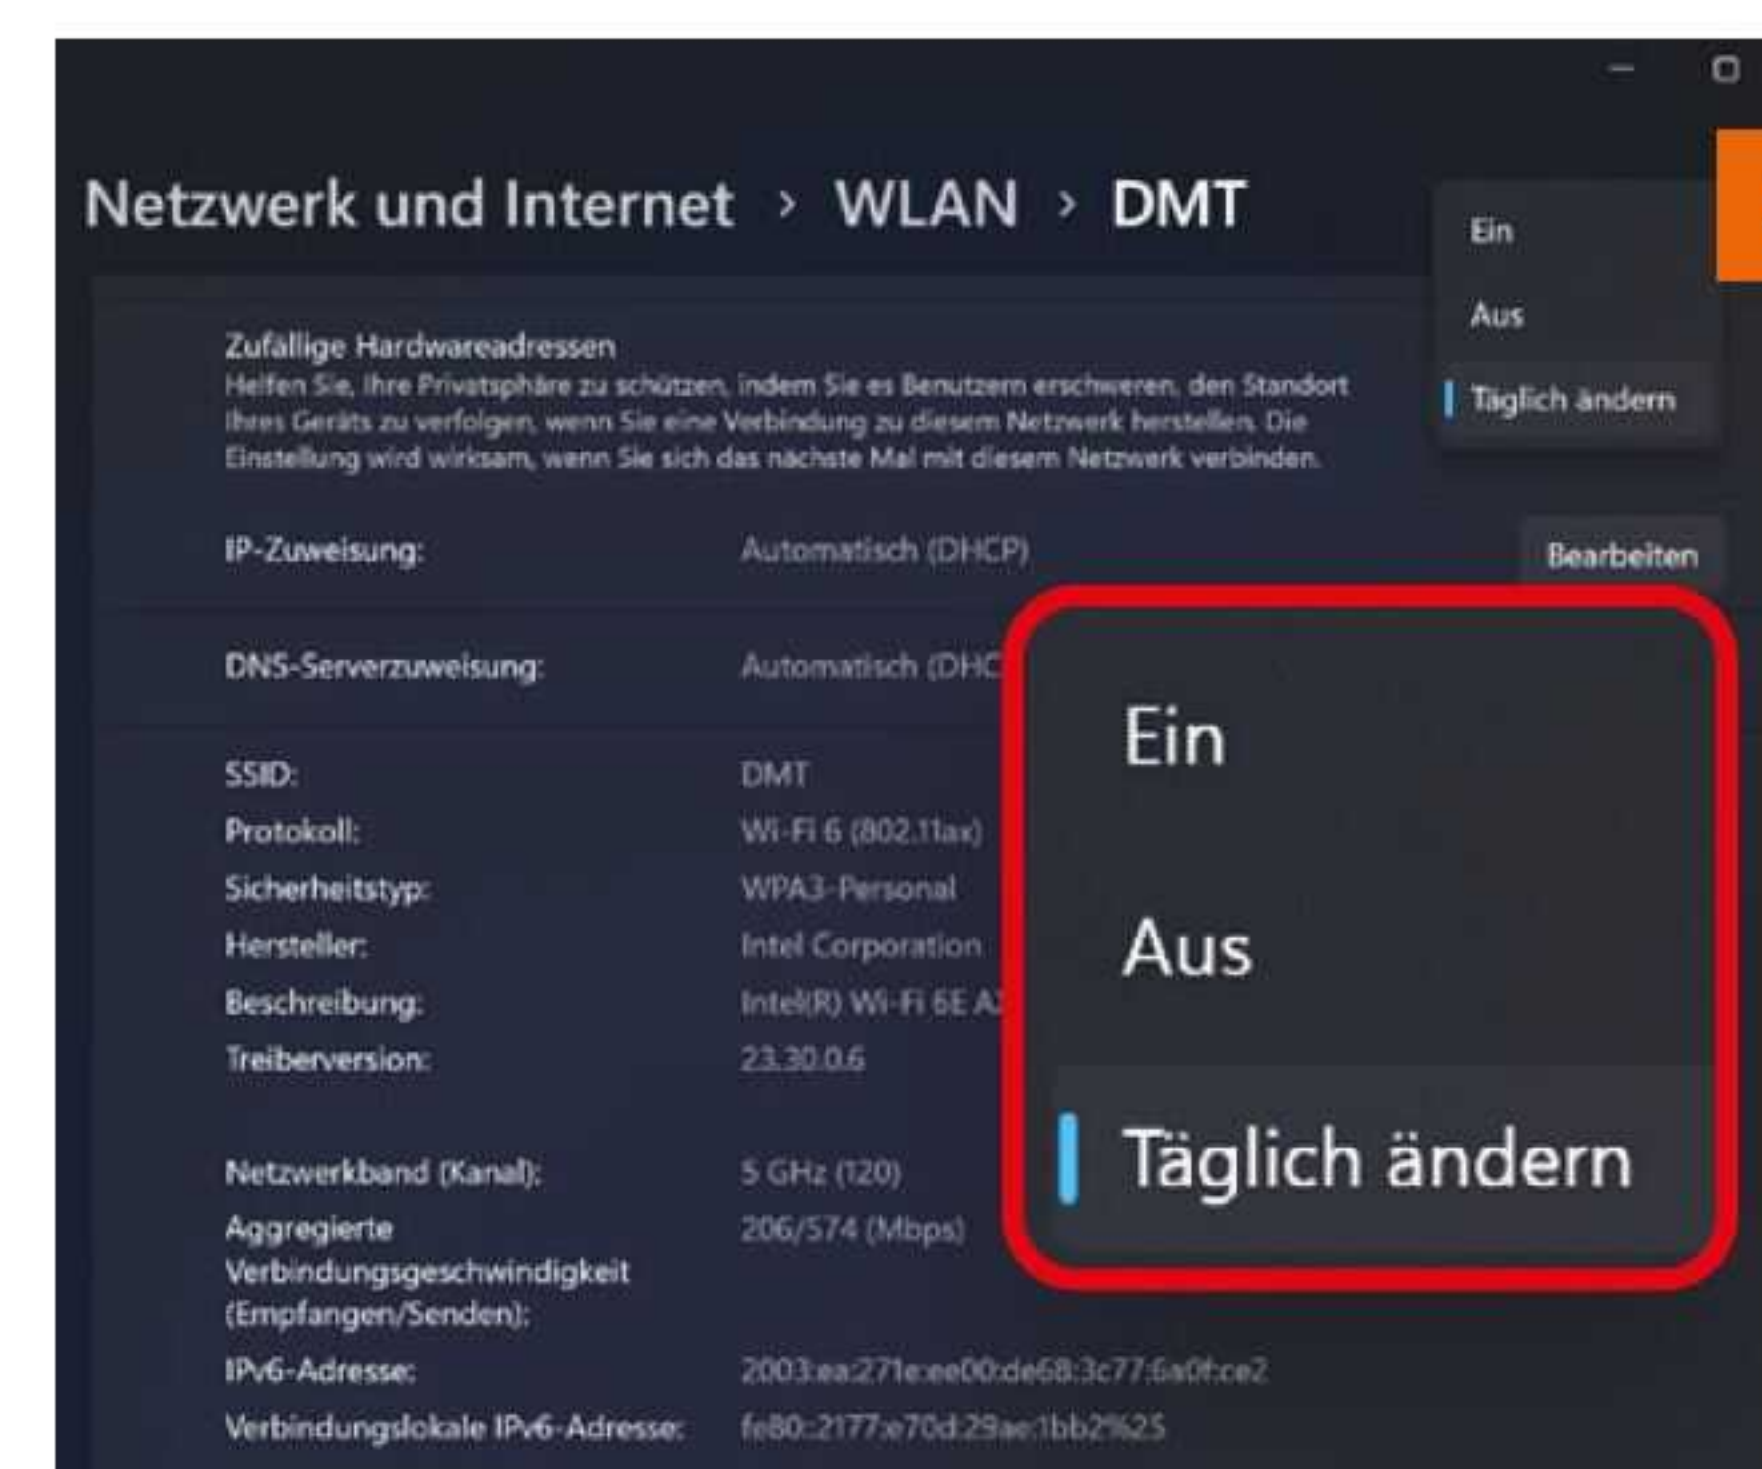 Netzwerk und Internet > WLAN > DMT
Ein
Aus
Täglich ändern
Zufällige Hardwareadressen
Helfen Sie, Ihre Privatsphäre zu schützen, indem Sie es Benutzern erschweren, den Standort
Ihres Geräts zu verfolgen, wenn Sie eine Verbindung zu diesem Netzwerk herstellen. Die
Einstellung wird wirksam, wenn Sie sich das nächste Mal mit diesem Netzwerk verbinden.
IP-Zuweisung: Automatisch (DHCP) Bearbeiten
DNS-Serverzuweisung: Automatisch (DHC
SSID: DMT
Protokoll: Wi-Fi 6 (802.11ax)
Sicherheitstyp: WPA3-Personal
Hersteller: Intel Corporation
Beschreibung: Intel(R) Wi-Fi 6E
Treiberversion: 23.30.0.6
Netzwerkband (Kanal): 5 GHz (120)
Aggregierte 206/574 (Mbps)
Verbindungsgeschwindigkeit
(Empfangen/Senden):
IPv6-Adresse: 2003:ea:271e:ee00:de68:3c77:6a0f:ce2
Verbindungslokale IPv6-Adresse: fe80::2177:e70d:29ae:1bb2%25
Ein
Aus
Täglich ändern